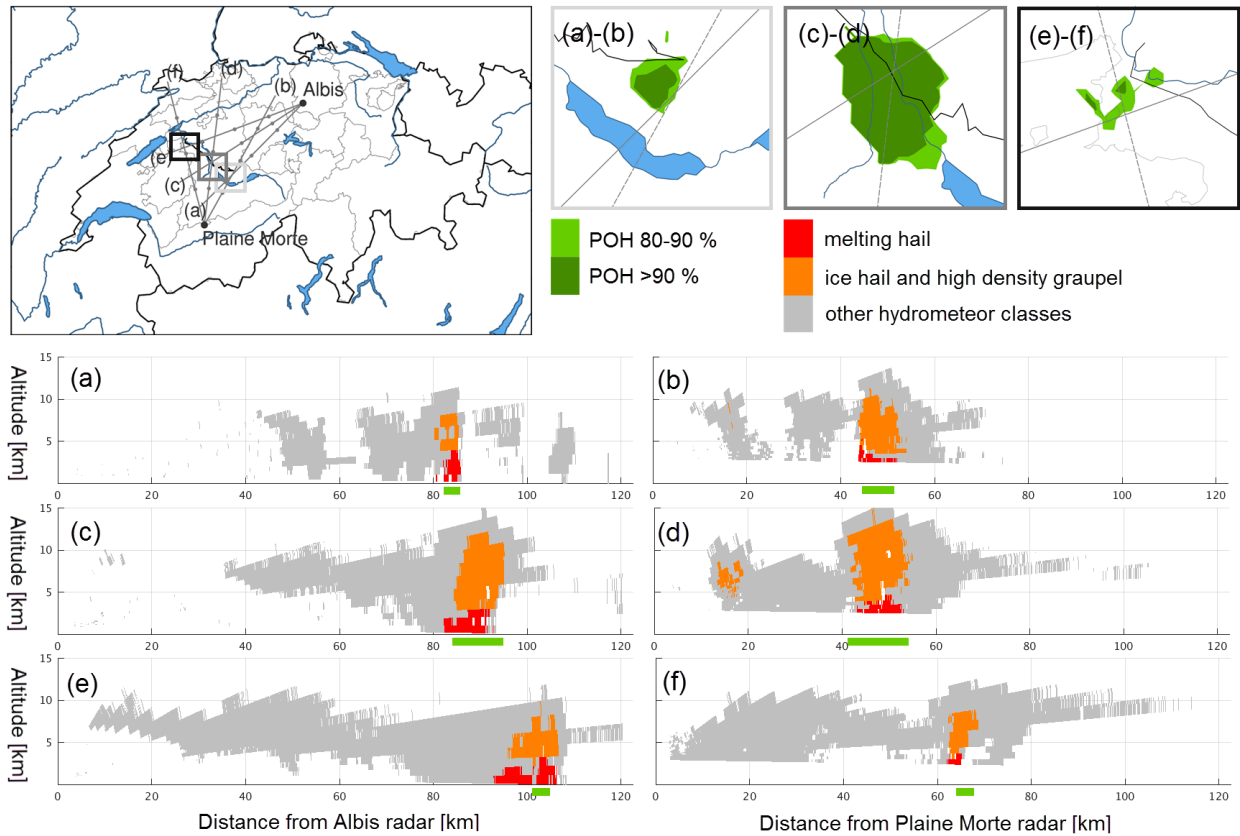 (f)
(d)
(b)
Albis
(e)
(c)
(a)
Plaine Morte
(a)-(b)
(c)-(d)
(e)-(f)
POH 80-90 %
POH >90 %
melting hail
ice hail and high density graupel
other hydrometeor classes
Altitude [km]
15
10
5
(a)
0 20 40 60 80 100 120
15
10
5
(b)
0 20 40 60 80 100 120
Altitude [km]
15
10
5
(c)
0 20 40 60 80 100 120
15
10
5
(d)
0 20 40 60 80 100 120
Altitude [km]
15
10
5
(e)
0 20 40 60 80 100 120
15
10
5
(f)
0 20 40 60 80 100 120
Distance from Albis radar [km]
Distance from Plaine Morte radar [km]